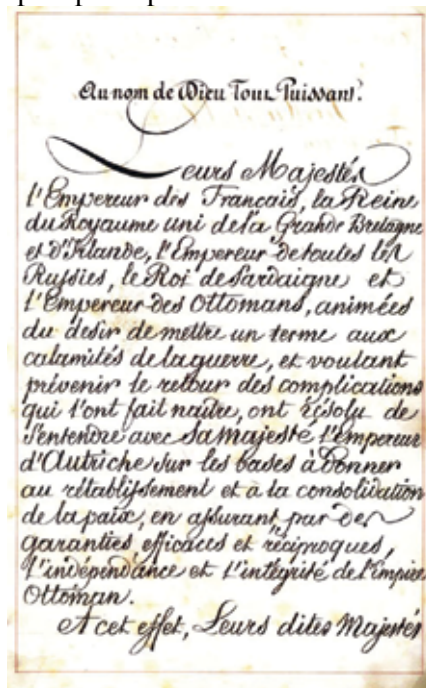 Au nom de Dieu Tout Puissant.
Leurs Majestés
l'Empereur des Français, la Reine
du Royaume uni de la Grande Bretagne
et d'Irlande, l'Empereur de toutes les
Russies, le Roi de Sardaigne et
l'Empereur des Ottomans, animées
du desir de mettre un terme aux
calamités de la guerre, et voulant
prévenir le retour des complications
qui l'ont fait naître, ont résolu de
s'entendre avec Sa Majesté l'Empereur
d'Autriche sur les bases à donner
au rétablissement et a la consolidation
de la paix, en assurant, par des
garanties efficaces et réciproques,
l'indépendance et l'intégrité de l'Empire
Ottoman.
A cet effet, Leurs dites Majestés